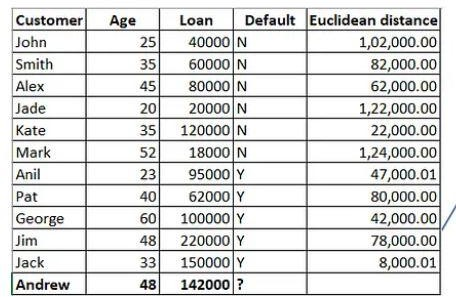 Customer Age Loan Default Euclidean distance
John 25 40000 N 1,02,000.00
Smith 35 60000 N 82,000.00
Alex 45 80000 N 62,000.00
Jade 20 20000 N 1,22,000.00
Kate 35 120000 N 22,000.00
Mark 52 18000 N 1,24,000.00
Anil 23 95000 Y 47,000.01
Pat 40 62000 Y 80,000.00
George 60 100000 Y 42,000.00
Jim 48 220000 Y 78,000.00
Jack 33 150000 Y 8,000.01
Andrew 48 142000 ?